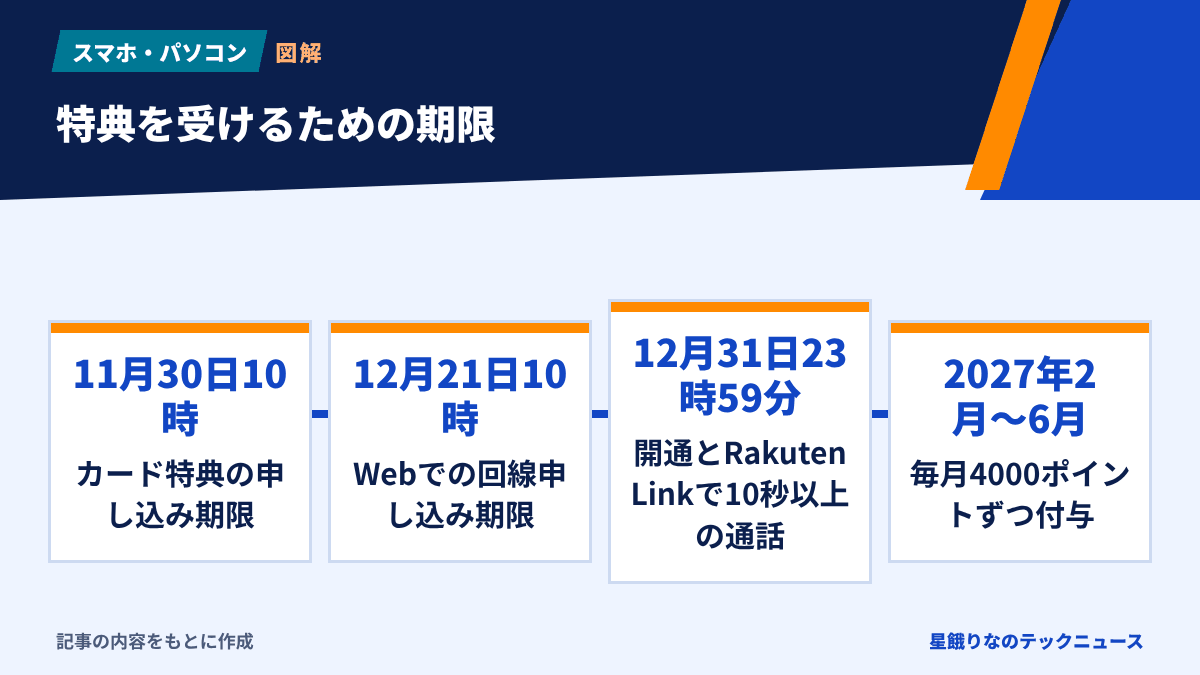 スマホ・パソコン 図解
特典を受けるための期限
11月30日10
時
カード特典の申
し込み期限
12月21日10
時
Webでの回線申
し込み期限
12月31日23
時59分
開通とRakuten
Linkで10秒以上
の通話
2027年2
月〜6月
毎月4000ポイン
トずつ付与
記事の内容をもとに作成
星餓りなのテックニュース